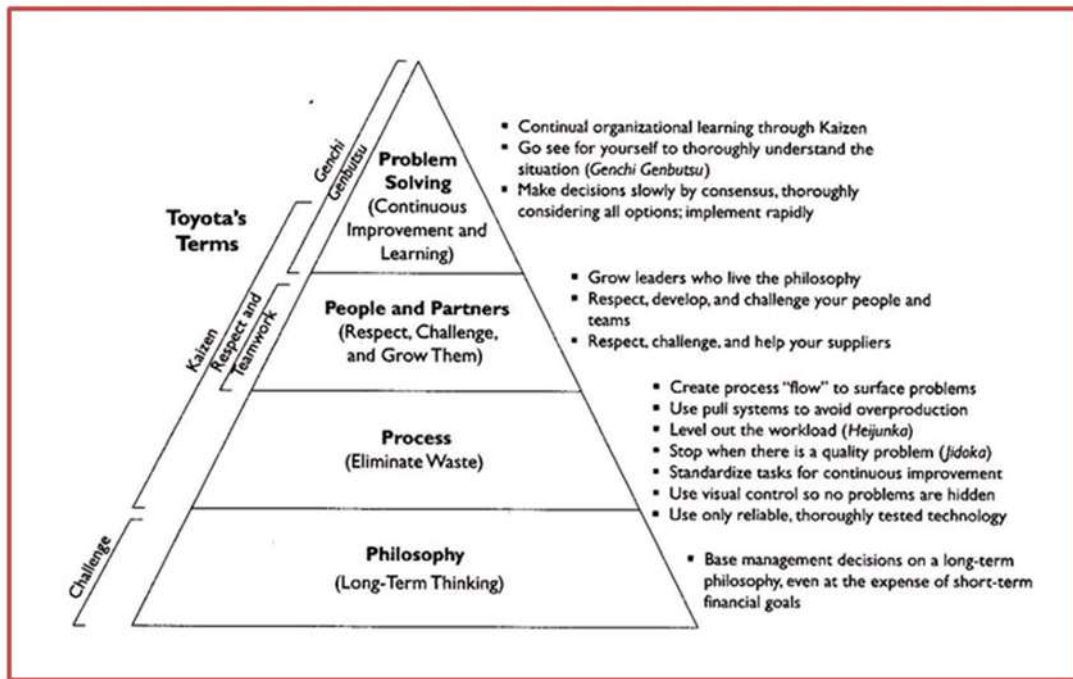 Genchi
Genbutsu
Toyota's
Terms
Kaizen
Respect and
Teamwork
Challenge
Problem
Solving
(Continuous
Improvement and
Learning)
▪ Continual organizational learning through Kaizen
▪ Go see for yourself to thoroughly understand the
situation (Genchi Genbutsu)
▪ Make decisions slowly by consensus, thoroughly
considering all options; implement rapidly
People and Partners
(Respect, Challenge,
and Grow Them)
▪ Grow leaders who live the philosophy
▪ Respect, develop, and challenge your people and
teams
▪ Respect, challenge, and help your suppliers
Process
(Eliminate Waste)
▪ Create process "flow" to surface problems
▪ Use pull systems to avoid overproduction
▪ Level out the workload (Heijunka)
▪ Stop when there is a quality problem (Jidoka)
▪ Standardize tasks for continuous improvement
▪ Use visual control so no problems are hidden
▪ Use only reliable, thoroughly tested technology
Philosophy
(Long-Term Thinking)
▪ Base management decisions on a long-term
philosophy, even at the expense of short-term
financial goals